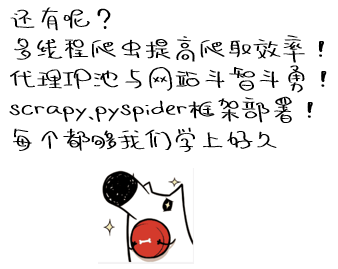 还有呢？
多线程爬虫提高爬取效率！
代理IP池与网站斗智斗勇！
scrapy、pyspider框架部署！
每个都够我们学上好久